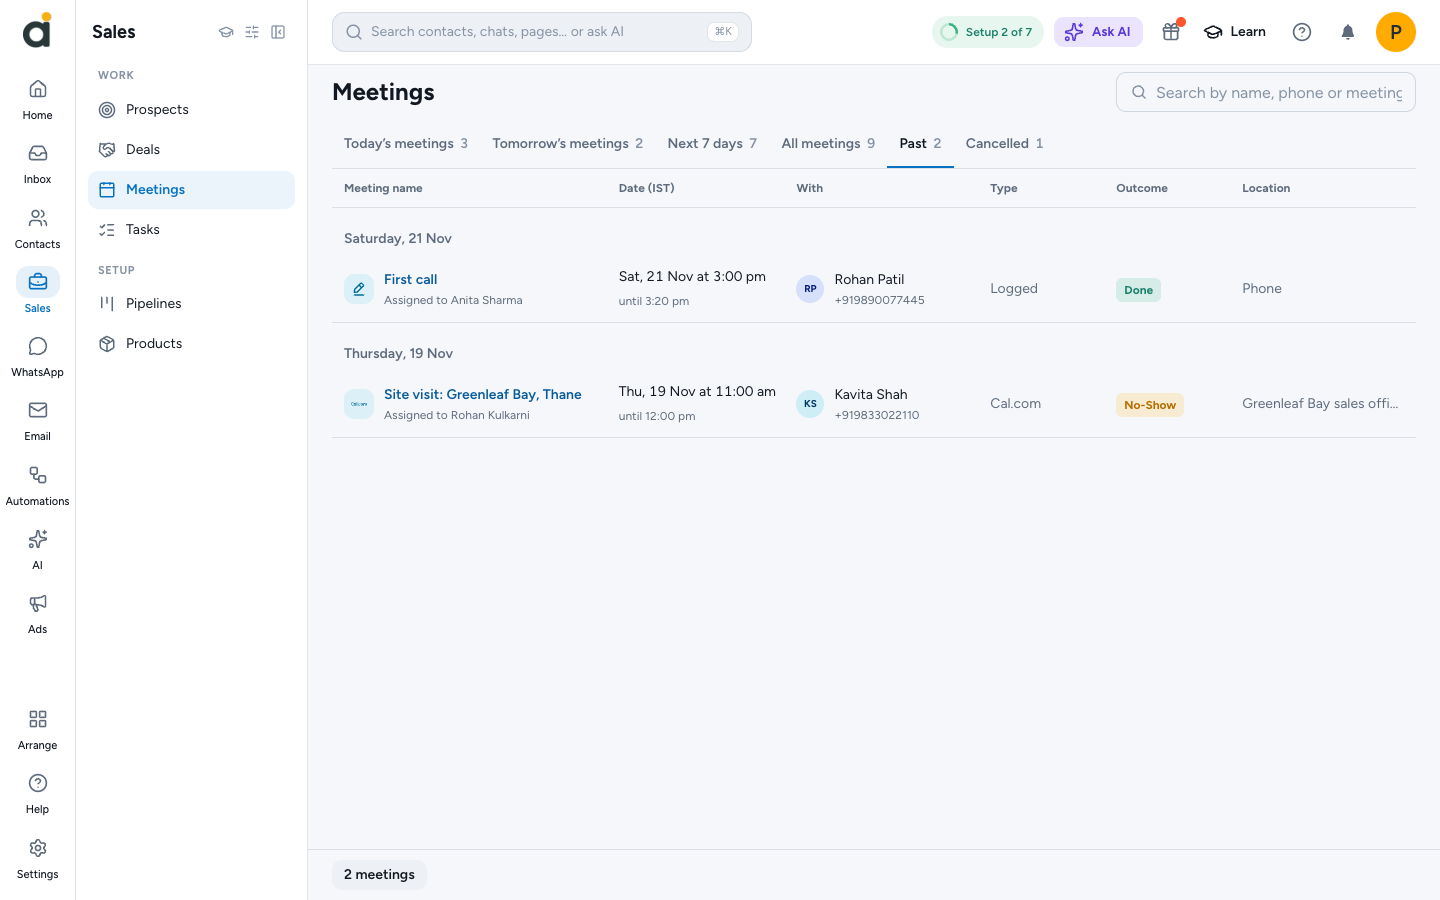 Sales
Search contacts, chats, pages... or ask AI
⌘K
Setup 2 of 7
Ask AI
Learn
P
Home
Inbox
Contacts
Sales
WhatsApp
Email
Automations
AI
Ads
Arrange
Help
Settings
WORK
Prospects
Deals
Meetings
Tasks
SETUP
Pipelines
Products
Meetings
Search by name, phone or meeting
Today's meetings 3
Tomorrow's meetings 2
Next 7 days 7
All meetings 9
Past 2
Cancelled 1
Meeting name
Date (IST)
With
Type
Outcome
Location
Saturday, 21 Nov
First call
Assigned to Anita Sharma
Sat, 21 Nov at 3:00 pm
until 3:20 pm
RP
Rohan Patil
+919890077445
Logged
Done
Phone
Thursday, 19 Nov
Cal.com
Site visit: Greenleaf Bay, Thane
Assigned to Rohan Kulkarni
Thu, 19 Nov at 11:00 am
until 12:00 pm
KS
Kavita Shah
+919833022110
Cal.com
No-Show
Greenleaf Bay sales offi...
2 meetings